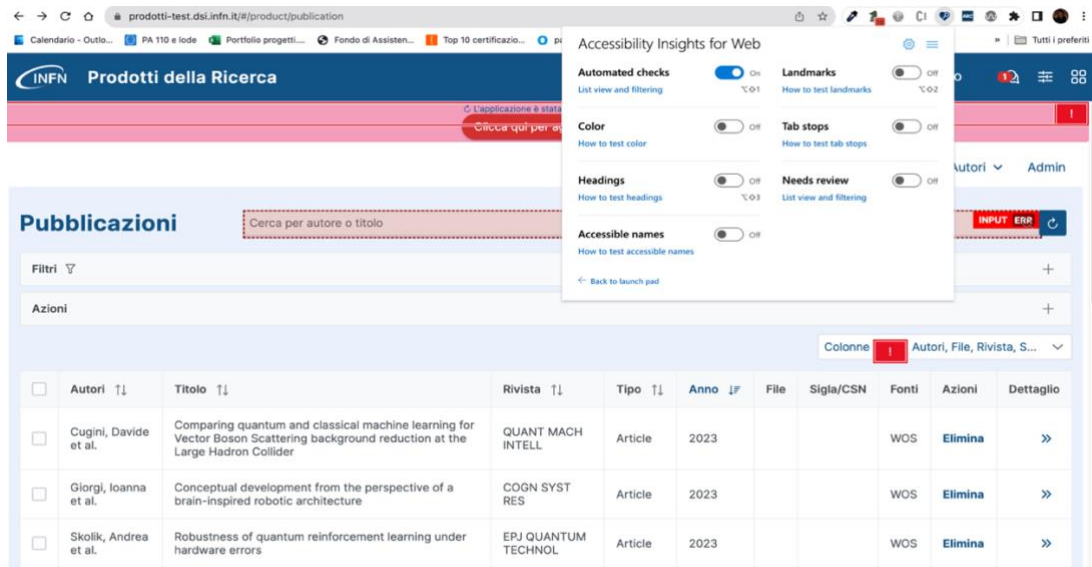 prodotti-test.dsi.infn.it/#/product/publication
Calendario - Outlo... PA 110 e lode Portfolio progetti.... Fondo di Assisten... Top 10 certificazio... » Tutti i preferiti
INFN Prodotti della Ricerca
1
L'applicazione è stata
Clicca qui per ag
!
Autori Admin
Accessibility Insights for Web
Automated checks On Landmarks Off
List view and filtering ⌥⇧1 How to test landmarks ⌥⇧2
Color Off Tab stops Off
How to test color How to test tab stops
Headings Off Needs review Off
How to test headings ⌥⇧3 List view and filtering
Accessible names Off
How to test accessible names
← Back to launch pad
Pubblicazioni Cerca per autore o titolo INPUT ERR
Filtri +
Azioni +
Colonne ! Autori, File, Rivista, S...
Autori Titolo Rivista Tipo Anno File Sigla/CSN Fonti Azioni Dettaglio
Cugini, Davide et al. Comparing quantum and classical machine learning for
Vector Boson Scattering background reduction at the
Large Hadron Collider QUANT MACH INTELL Article 2023 WOS Elimina »
Giorgi, Ioanna et al. Conceptual development from the perspective of a
brain-inspired robotic architecture COGN SYST RES Article 2023 WOS Elimina »
Skolik, Andrea et al. Robustness of quantum reinforcement learning under
hardware errors EPJ QUANTUM TECHNOL Article 2023 WOS Elimina »